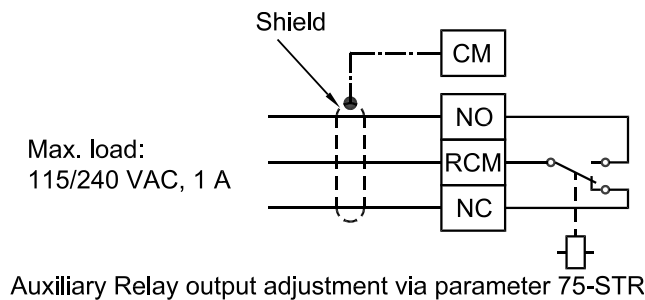 Shield
CM
NO
Max. load:
RCM
115/240 VAC, 1 A
NC
Auxiliary Relay output adjustment via parameter 75-STR